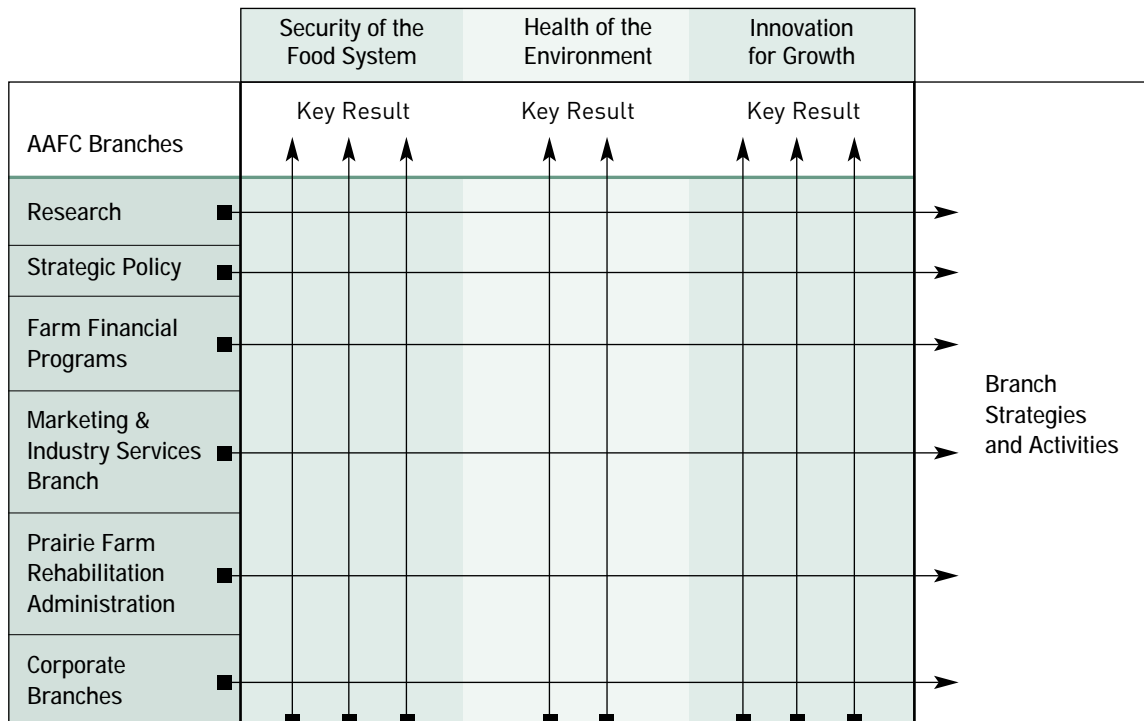 Security of the
Food System
Health of the
Environment
Innovation
for Growth
AAFC Branches
Key Result
Key Result
Key Result
Research
Strategic Policy
Farm Financial
Programs
Marketing &
Industry Services
Branch
Prairie Farm
Rehabilitation
Administration
Corporate
Branches
Branch
Strategies
and Activities